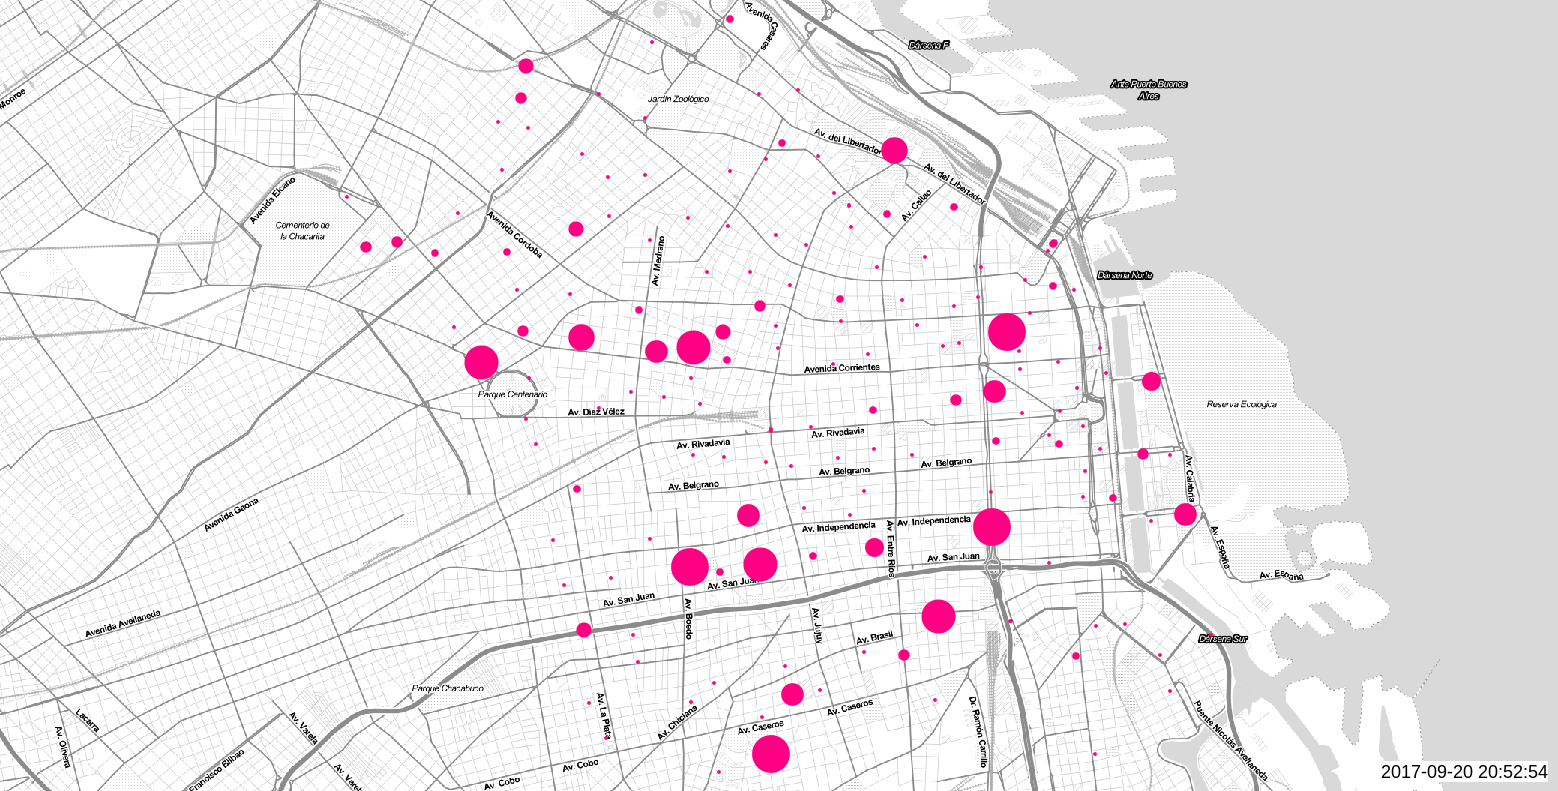 Avenida Casares
Dársena F
Monroe
Jardín Zoológico
Ante Puerto Buenos
Aires
Av. del Libertador
Av. del Libertador
Avenida Elcano
Av. Callao
Cementerio de
la Chacarita
Avenida Córdoba
Av. Medrano
Dársena Norte
Avenida Corrientes
Parque Centenario
Reserva Ecológica
Av. Díaz Vélez
Av. Rivadavia
Av. Rivadavia
Av. Belgrano
Av. Belgrano
Av. Belgrano
Av. Calabria
Avenida Gaona
Av. Independencia
Av. Independencia
Av. Entre Ríos
Av. España
Av. San Juan
Av. España
Av. San Juan
Av. San Juan
Avenida Avellaneda
Av. Boedo
Av. Jujuy
Av. Brasil
Dársena Sur
Parque Chacabuco
Av. La Plata
Av. Chiclana
Av. Caseros
Av. Caseros
Dr. Ramón Carrillo
Puente Nicolás Avellaneda
Lacarra
Av. Olivera
Av. Varela
Francisco Bilbao
Av. Varel
Av. Cobo
Av. Cobo
2017-09-20 20:52:54